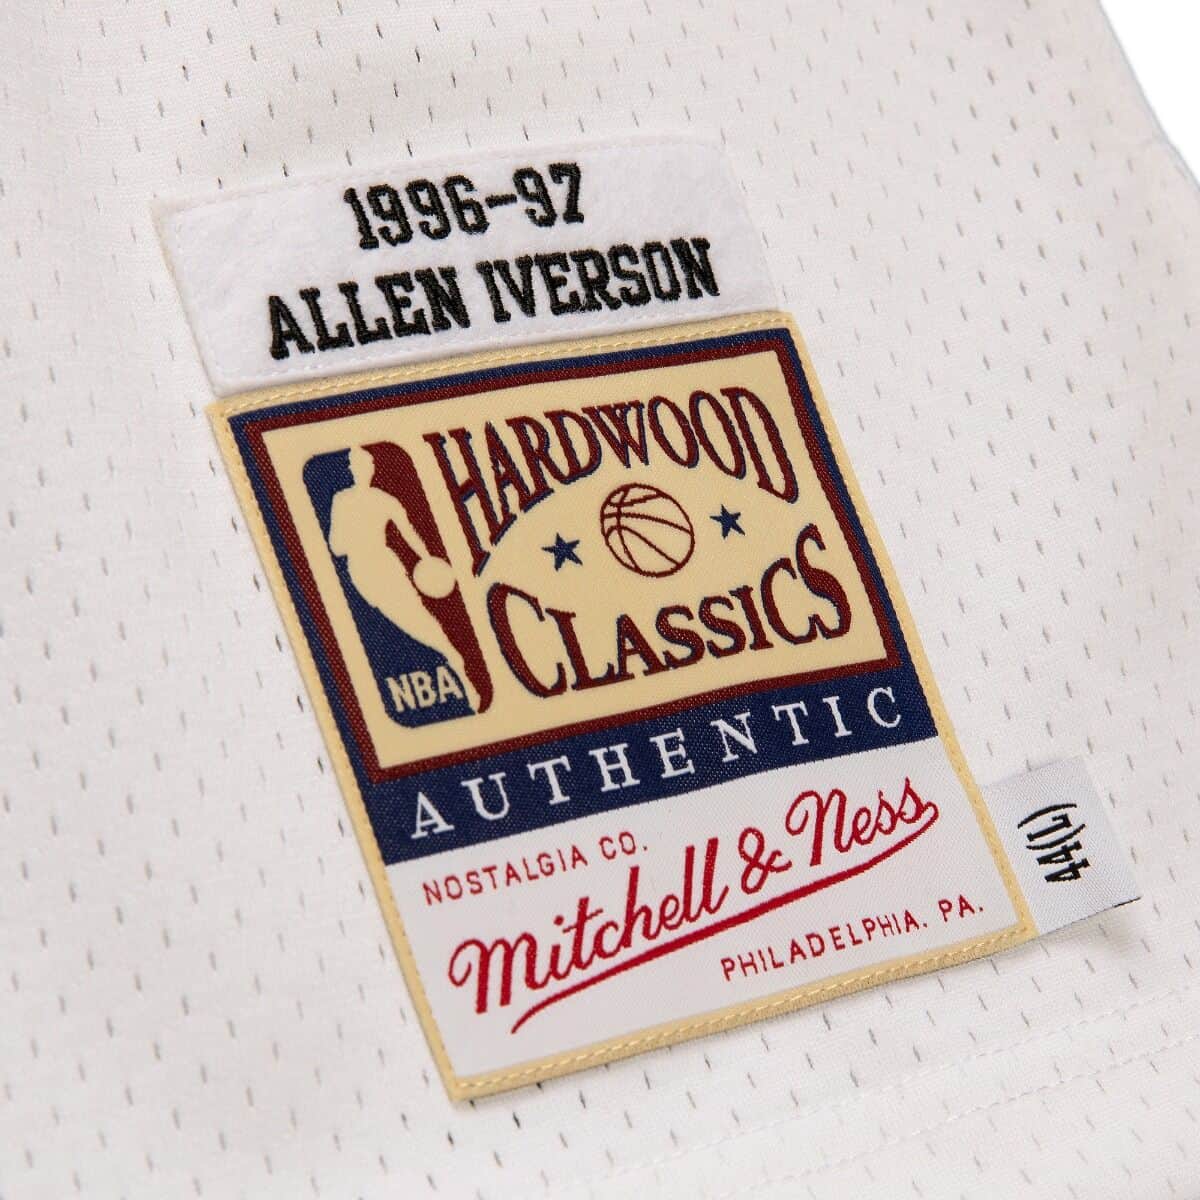 1996-97
ALLEN IVERSON
HARDWOOD
CLASSICS
NBA
AUTHENTIC
NOSTALGIA CO.
Mitchell & Ness
PHILADELPHIA. PA.
44(L)